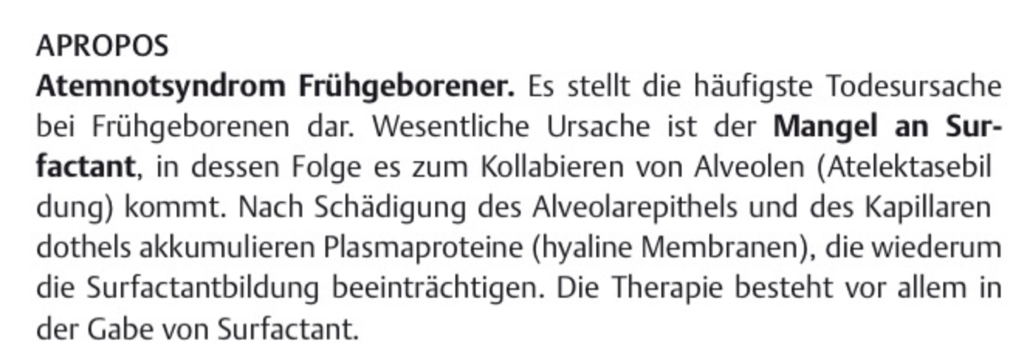 APROPOS
Atemnotsyndrom Frühgeborener. Es stellt die häufigste Todesursache
bei Frühgeborenen dar. Wesentliche Ursache ist der Mangel an Sur-
factant, in dessen Folge es zum Kollabieren von Alveolen (Atelektasebil
dung) kommt. Nach Schädigung des Alveolarepithels und des Kapillaren
dothels akkumulieren Plasmaproteine (hyaline Membranen), die wiederum
die Surfactantbildung beeinträchtigen. Die Therapie besteht vor allem in
der Gabe von Surfactant.